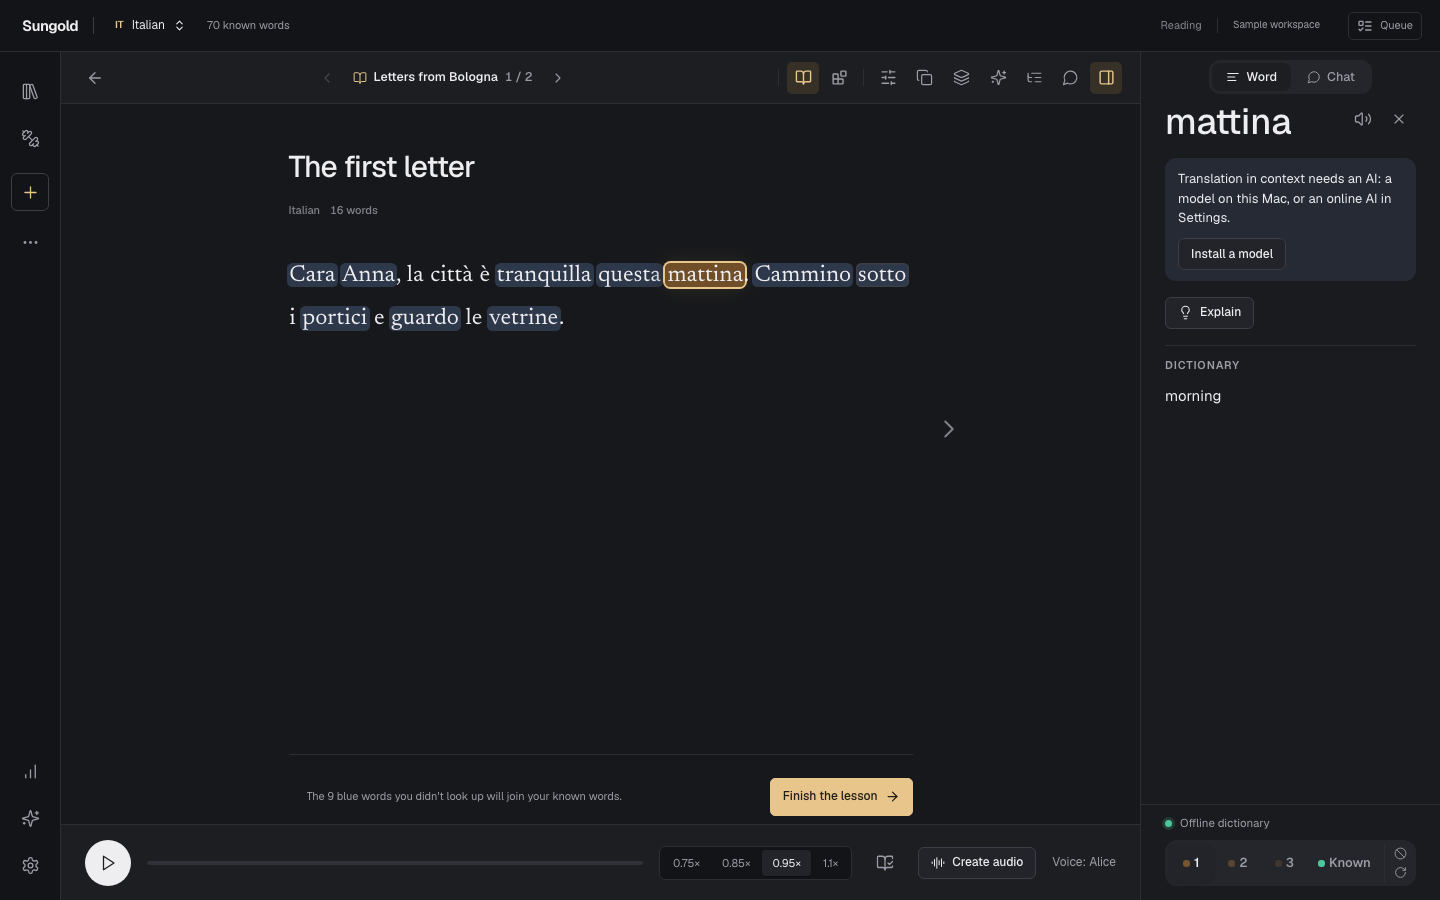 Sungold
IT Italian
70 known words
Reading
Sample workspace
Queue
Letters from Bologna 1 / 2
Word
Chat
The first letter
Italian 16 words
Cara Anna, la città è tranquilla questa mattina. Cammino sotto
i portici e guardo le vetrine.
The 9 blue words you didn't look up will join your known words.
Finish the lesson
0.75×
0.85×
0.95×
1.1×
Create audio
Voice: Alice
mattina
Translation in context needs an AI: a
model on this Mac, or an online AI in
Settings.
Install a model
Explain
DICTIONARY
morning
Offline dictionary
1
2
3
Known